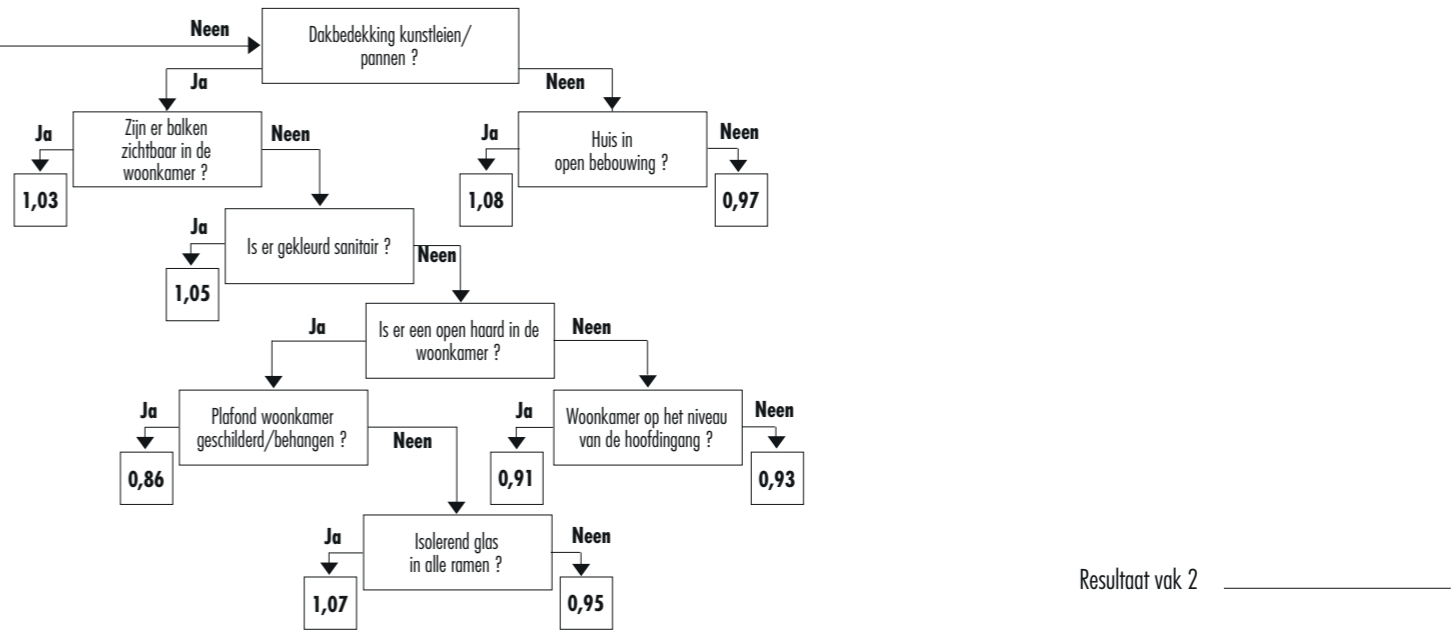 Neen
Dakbedekking kunstleien/
pannen ?
Ja
Neen
Ja
Zijn er balken
zichtbaar in de
woonkamer ?
Neen
Ja
Huis in
open bebouwing ?
Neen
1,03
1,08
0,97
Ja
Is er gekleurd sanitair ?
Neen
1,05
Ja
Is er een open haard in de
woonkamer ?
Neen
Ja
Plafond woonkamer
geschilderd/behangen ?
Neen
Ja
Woonkamer op het niveau
van de hoofdingang ?
Neen
0,86
0,91
0,93
Ja
Isolerend glas
in alle ramen ?
Neen
1,07
0,95
Resultaat vak 2